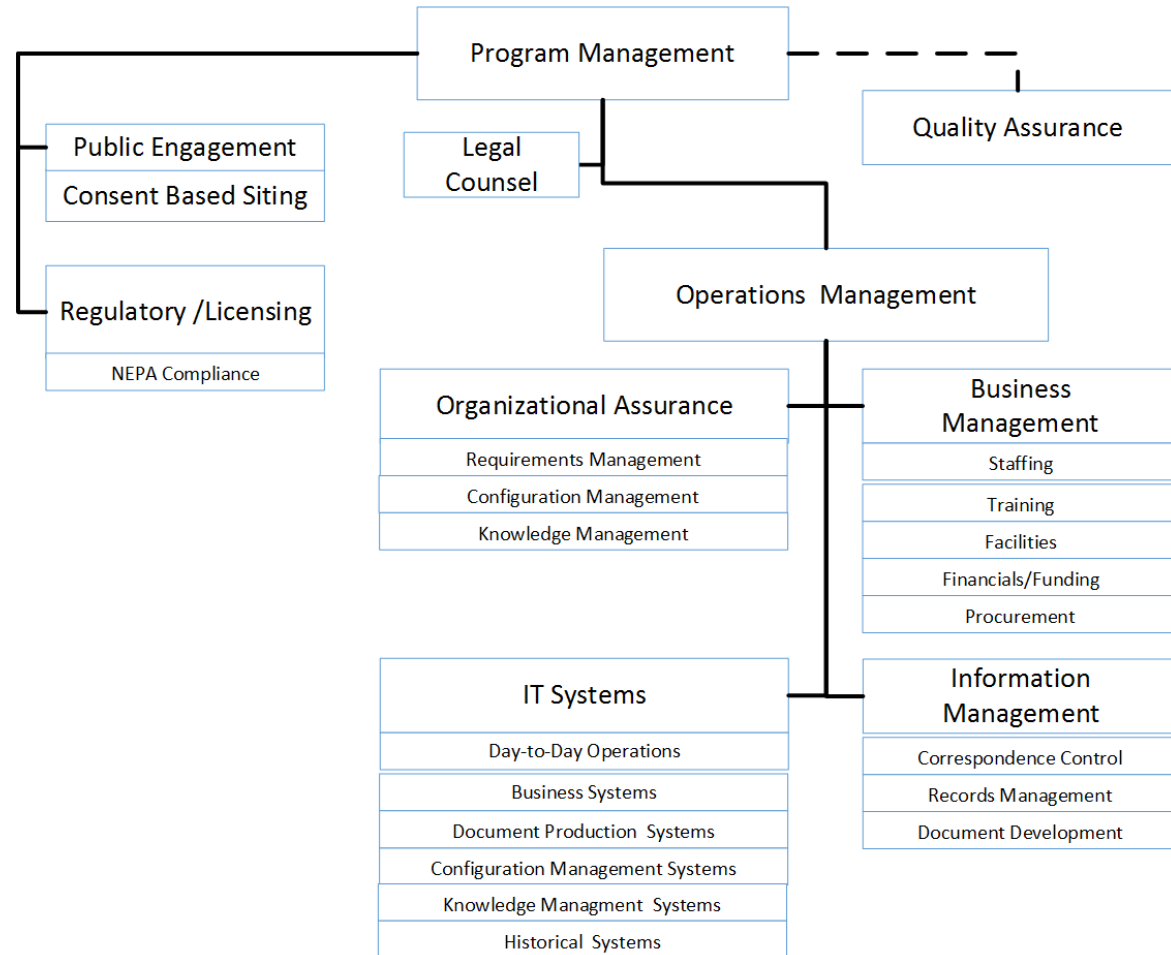 Program Management
Quality Assurance
Public Engagement
Consent Based Siting
Legal
Counsel
Regulatory /Licensing
NEPA Compliance
Operations  Management
Organizational Assurance
Requirements Management
Configuration Management
Knowledge Management
Business
Management
Staffing
Training
Facilities
Financials/Funding
Procurement
IT Systems
Day-to-Day Operations
Business Systems
Document Production  Systems
Configuration Management Systems
Knowledge Managment  Systems
Historical  Systems
Information
Management
Correspondence Control
Records Management
Document Development